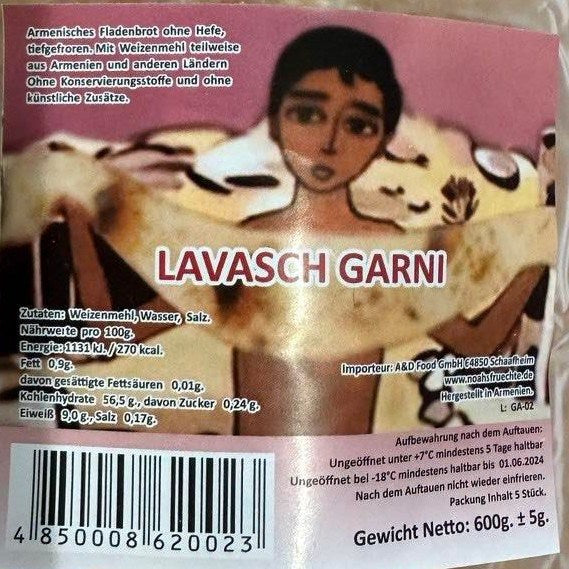 Armenisches Fladenbrot ohne Hefe,
tiefgefroren. Mit Weizenmehl teilweise
aus Armenien und anderen Ländern
Ohne Konservierungsstoffe und ohne
künstliche Zusätze.
LAVASCH GARNI
Zutaten: Weizenmehl, Wasser, Salz.
Nährwerte pro 100g.
Energie: 1131 kJ. / 270 kcal.
Fett 0,9g.
davon gesättigte Fettsäuren 0,01g.
Kohlenhydrate 56,5 g., davon Zucker 0,24 g.
Eiweiß 9,0 g., Salz 0,17g.
Importeur: A&D Food GmbH 64850 Schaafheim
www.noahsfruechte.de
Hergestellt in Armenien.
L: GA-02
Aufbewahrung nach dem Auftauen:
Ungeöffnet unter +7°C mindestens 5 Tage haltbar
Ungeöffnet bei -18°C mindestens haltbar bis 01.06.2024
Nach dem Auftauen nicht wieder einfrieren.
Packung Inhalt 5 Stück.
Gewicht Netto: 600g. ± 5g.
4 850008 620023